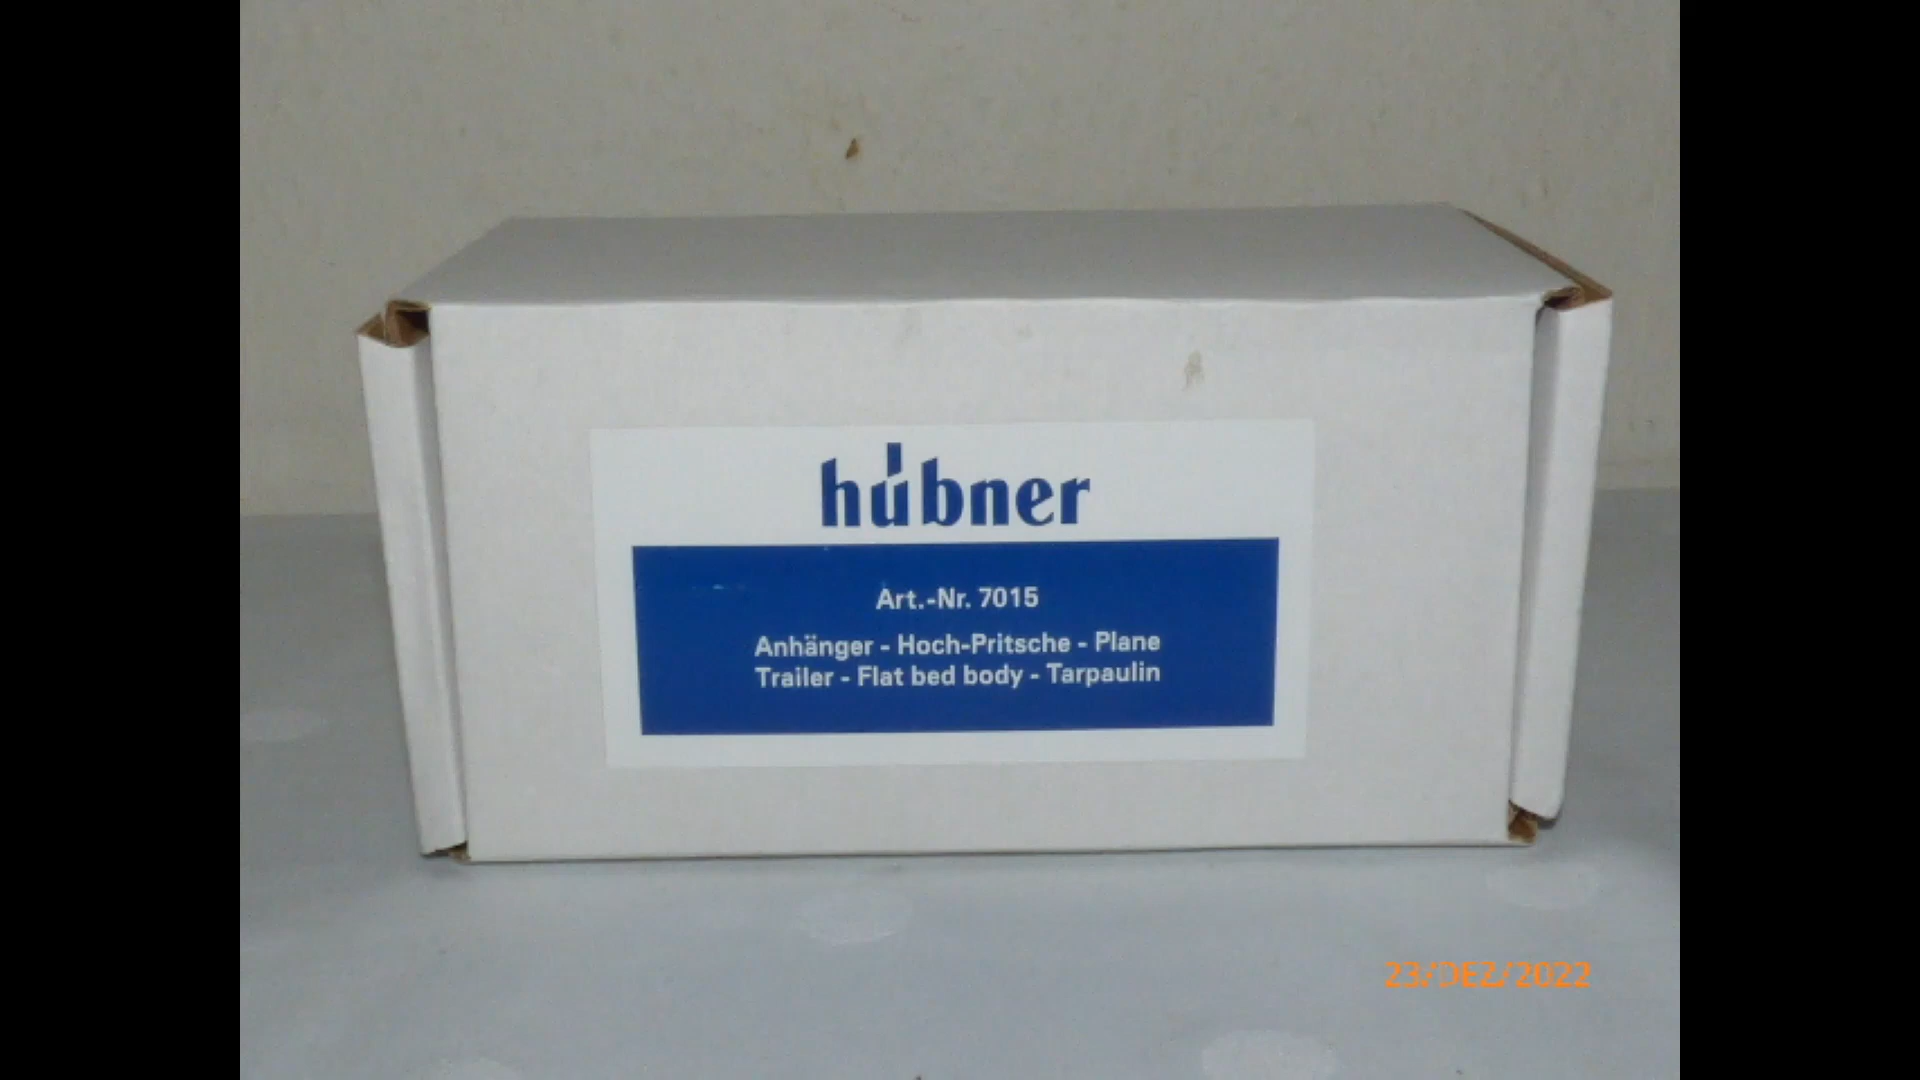 hübner
Art.-Nr. 7015
Anhänger - Hoch-Pritsche - Plane
Trailer - Flat bed body - Tarpaulin
23/DEZ/2022